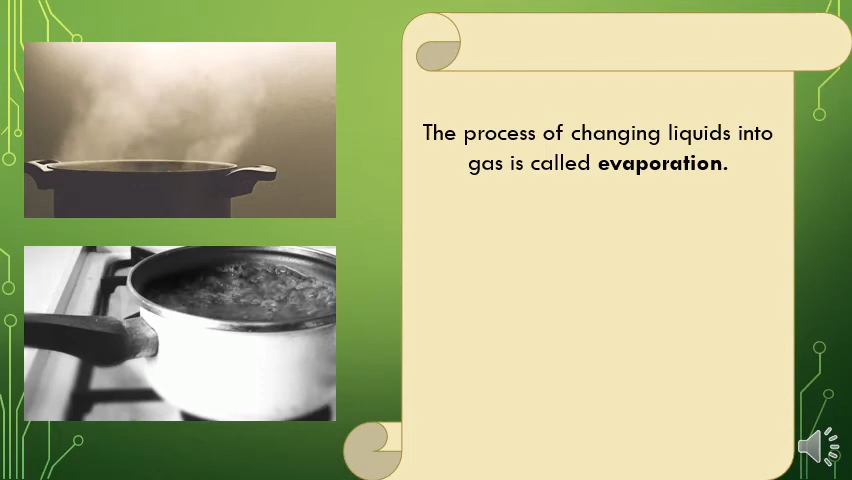 The process of changing liquids into
gas is called evaporation.